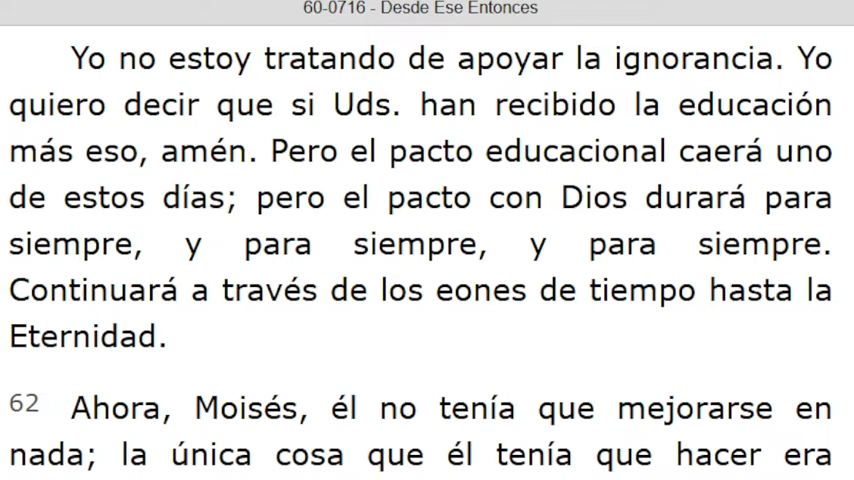 60-0716 - Desde Ese Entonces
Yo no estoy tratando de apoyar la ignorancia. Yo
quiero decir que si Uds. han recibido la educación
más eso, amén. Pero el pacto educacional caerá uno
de estos días; pero el pacto con Dios durará para
siempre, y para siempre, y para siempre.
Continuará a través de los eones de tiempo hasta la
Eternidad.
62 Ahora, Moisés, él no tenía que mejorarse en
nada; la única cosa que él tenía que hacer era